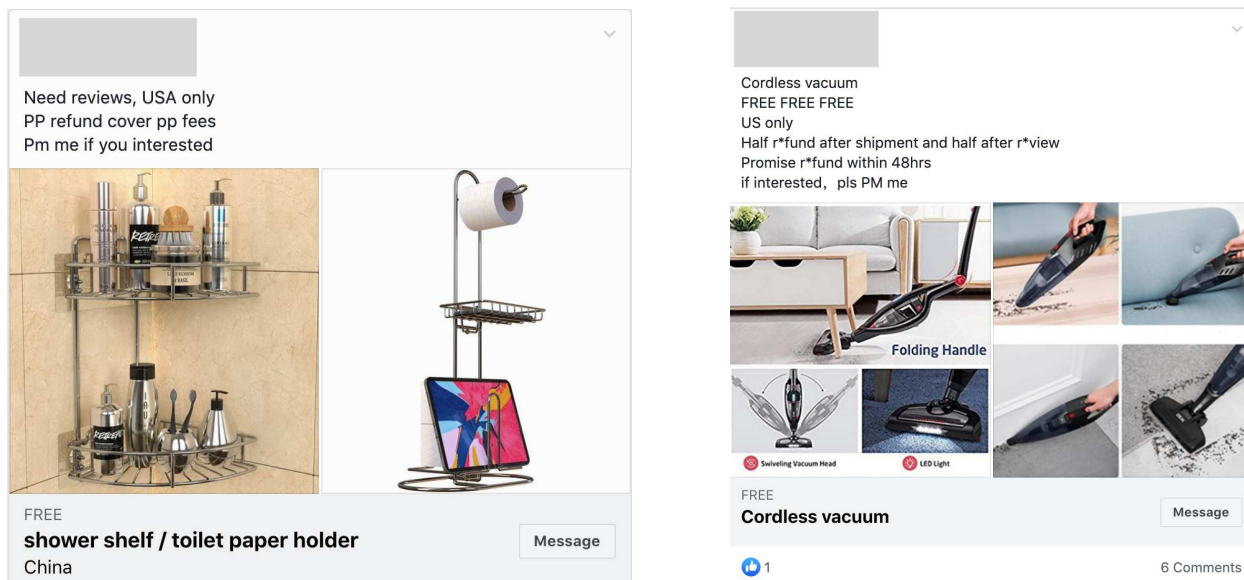 Need reviews, USA only
PP refund cover pp fees
Pm me if you interested
FREE
shower shelf / toilet paper holder
China
Message
Cordless vacuum
FREE FREE FREE
US only
Half r*fund after shipment and half after r*view
Promise r*fund within 48hrs
if interested，pls PM me
Folding Handle
Swiveling Vacuum Head
LED Light
FREE
Cordless vacuum
Message
1
6 Comments